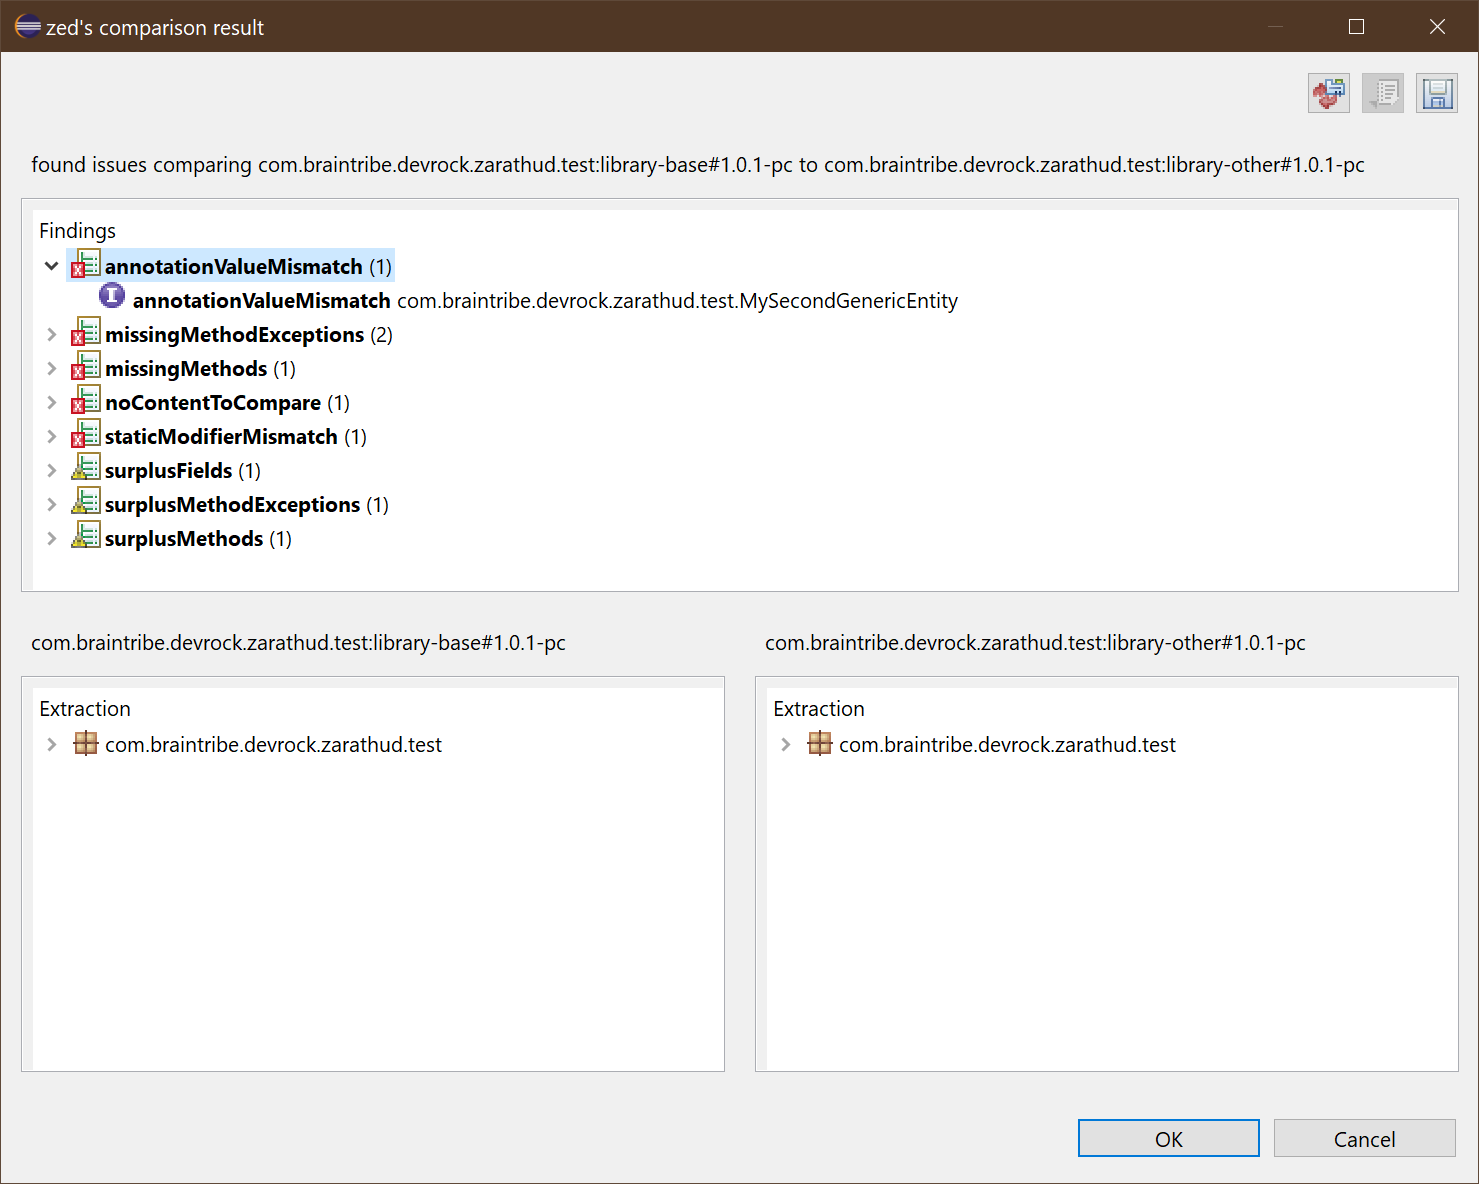 zed's comparison result
found issues comparing com.braintribe.devrock.zarathud.test:library-base#1.0.1-pc to com.braintribe.devrock.zarathud.test:library-other#1.0.1-pc
Findings
annotationValueMismatch (1)
annotationValueMismatch com.braintribe.devrock.zarathud.test.MySecondGenericEntity
missingMethodExceptions (2)
missingMethods (1)
noContentToCompare (1)
staticModifierMismatch (1)
surplusFields (1)
surplusMethodExceptions (1)
surplusMethods (1)
com.braintribe.devrock.zarathud.test:library-base#1.0.1-pc
Extraction
com.braintribe.devrock.zarathud.test
com.braintribe.devrock.zarathud.test:library-other#1.0.1-pc
Extraction
com.braintribe.devrock.zarathud.test
OK
Cancel